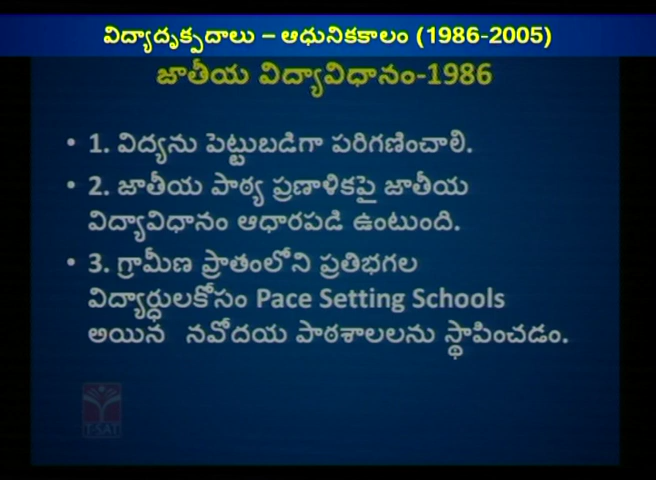 విద్యాదృక్పదాలు – ఆధునికకాలం (1986-2005)
జాతీయ విద్యావిధానం-1986
• 1. విద్యను పెట్టుబడిగా పరిగణించాలి.
• 2. జాతీయ పాఠ్య ప్రణాళికపై జాతీయ
విద్యావిధానం ఆధారపడి ఉంటుంది.
• 3. గ్రామీణ ప్రాతంలోని ప్రతిభగల
విద్యార్థులకోసం Pace Setting Schools
అయిన నవోదయ పాఠశాలలను స్థాపించడం.
T-SAT